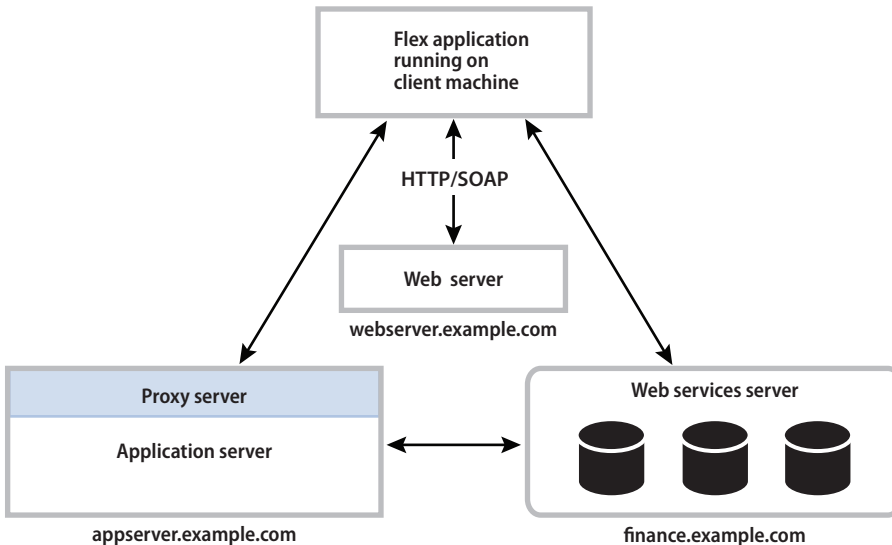 Flex application
running on
client machine
HTTP/SOAP
Web server
webserver.example.com
Proxy server
Application server
appserver.example.com
Web services server
finance.example.com